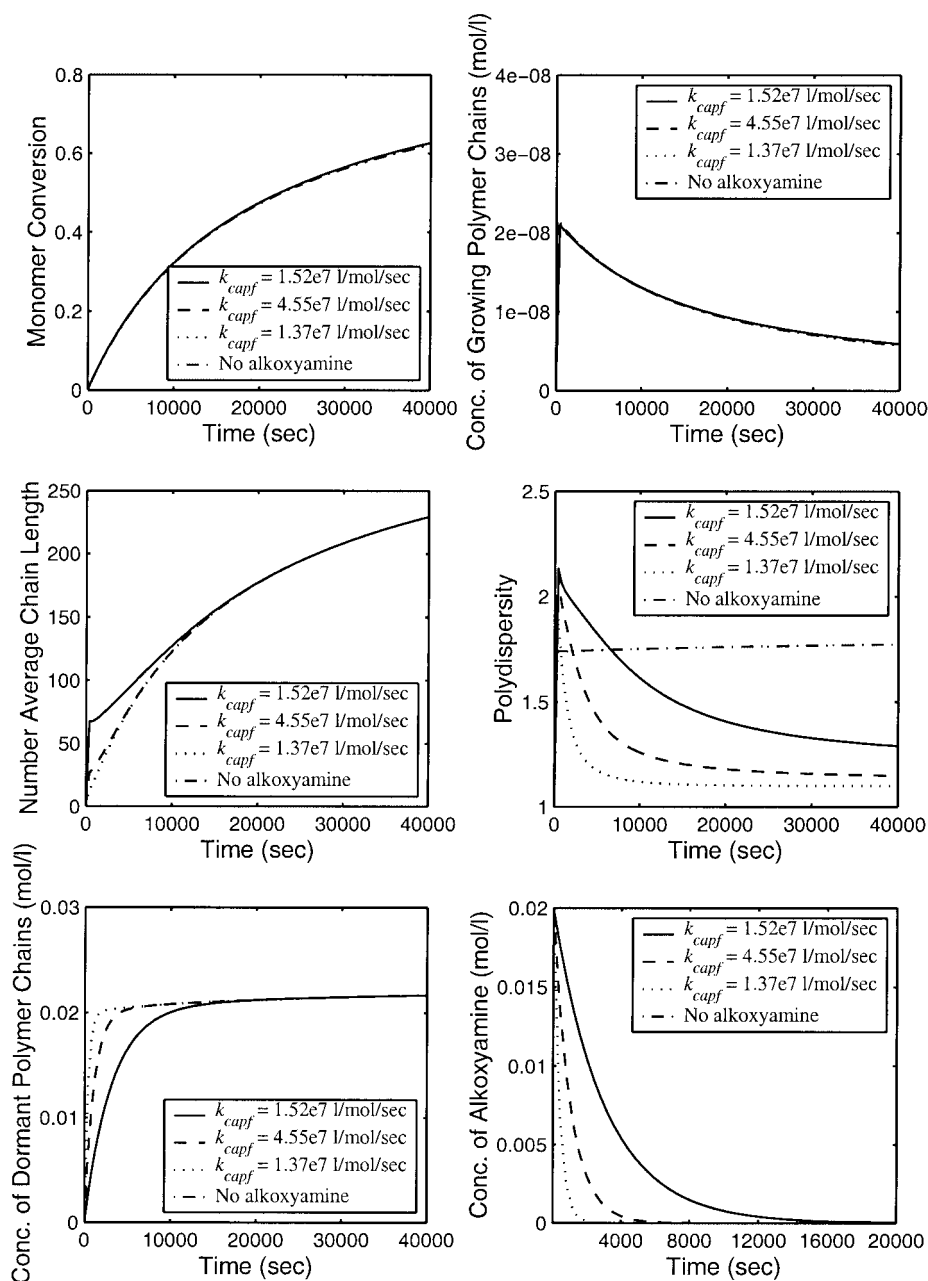 0.8
0.6
0.4
0.2
0
Monomer Conversion
k_capf = 1.52e7 l/mol/sec
k_capf = 4.55e7 l/mol/sec
k_capf = 1.37e7 l/mol/sec
No alkoxyamine
0 10000 20000 30000 40000
Time (sec)
4e-08
3e-08
2e-08
1e-08
0
Conc. of Growing Polymer Chains (mol/l)
k_capf = 1.52e7 l/mol/sec
k_capf = 4.55e7 l/mol/sec
k_capf = 1.37e7 l/mol/sec
No alkoxyamine
0 10000 20000 30000 40000
Time (sec)
250
200
150
100
50
0
Number Average Chain Length
k_capf = 1.52e7 l/mol/sec
k_capf = 4.55e7 l/mol/sec
k_capf = 1.37e7 l/mol/sec
No alkoxyamine
0 10000 20000 30000 40000
Time (sec)
2.5
2
1.5
1
Polydispersity
k_capf = 1.52e7 l/mol/sec
k_capf = 4.55e7 l/mol/sec
k_capf = 1.37e7 l/mol/sec
No alkoxyamine
0 10000 20000 30000 40000
Time (sec)
0.03
0.02
0.01
0
Conc. of Dormant Polymer Chains (mol/l)
k_capf = 1.52e7 l/mol/sec
k_capf = 4.55e7 l/mol/sec
k_capf = 1.37e7 l/mol/sec
No alkoxyamine
0 10000 20000 30000 40000
Time (sec)
0.02
0.015
0.01
0.005
0
Conc. of Alkoxyamine (mol/l)
k_capf = 1.52e7 l/mol/sec
k_capf = 4.55e7 l/mol/sec
k_capf = 1.37e7 l/mol/sec
No alkoxyamine
4000 8000 12000 16000 20000
Time (sec)